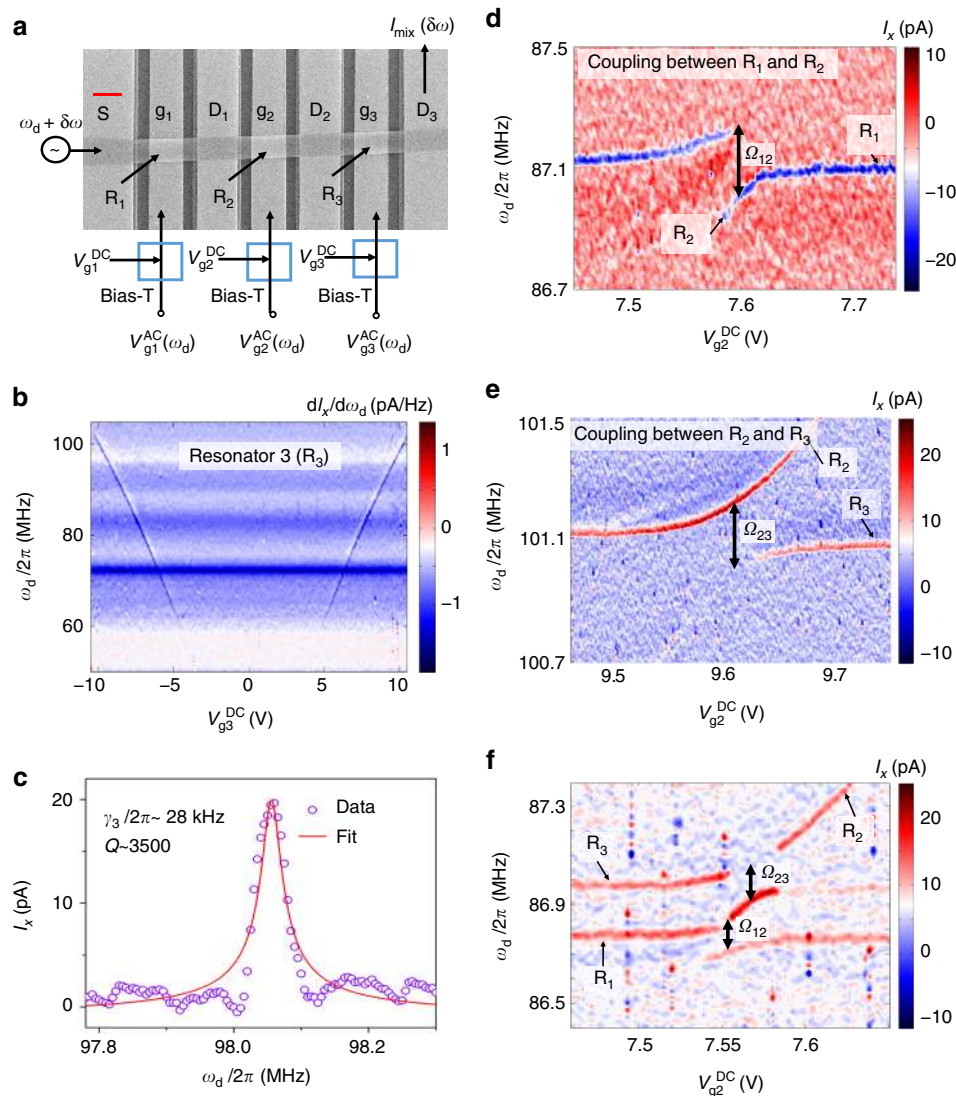 a
I_mix (δω)
S
g₁
D₁
g₂
D₂
g₃
D₃
ω_d + δω
~
R₁
R₂
R₃
V_g1^DC
V_g2^DC
V_g3^DC
Bias-T
Bias-T
Bias-T
V_g1^AC(ω_d)
V_g2^AC(ω_d)
V_g3^AC(ω_d)
b
dI_x/dω_d (pA/Hz)
Resonator 3 (R₃)
100
80
60
ω_d/2π (MHz)
1
0
−1
−10
−5
0
5
10
V_g3^DC (V)
c
γ₃/2π~ 28 kHz
Q~3500
Data
Fit
20
10
0
I_x (pA)
97.8
98.0
98.2
ω_d/2π (MHz)
d
I_x (pA)
Coupling between R₁ and R₂
87.5
87.1
86.7
ω_d/2π (MHz)
Ω₁₂
R₁
R₂
10
0
−10
−20
7.5
7.6
7.7
V_g2^DC (V)
e
I_x (pA)
Coupling between R₂ and R₃
101.5
101.1
100.7
ω_d/2π (MHz)
R₂
R₃
Ω₂₃
20
10
0
−10
9.5
9.6
9.7
V_g2^DC (V)
f
I_x (pA)
87.3
86.9
86.5
ω_d/2π (MHz)
R₃
R₂
R₁
Ω₂₃
Ω₁₂
20
10
0
−10
7.5
7.55
7.6
V_g2^DC (V)